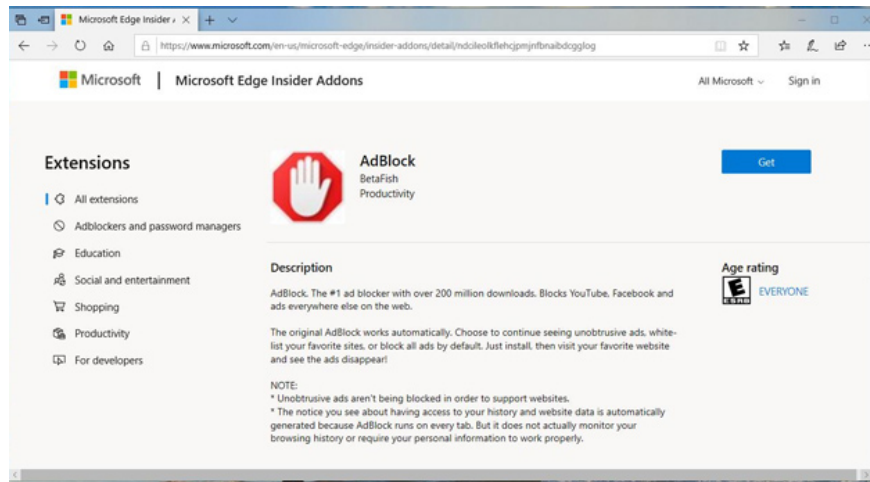 Microsoft Edge Insider A
https://www.microsoft.com/en-us/microsoft-edge/insider-addons/detail/ndcileolkflehcjpmjnfbnaibdcgglog
Microsoft | Microsoft Edge Insider Addons
All Microsoft
Sign in
Extensions
All extensions
Adblockers and password managers
Education
Social and entertainment
Shopping
Productivity
For developers
AdBlock
BetaFish
Productivity
Get
Description
AdBlock. The #1 ad blocker with over 200 million downloads. Blocks YouTube, Facebook and
ads everywhere else on the web.
The original AdBlock works automatically. Choose to continue seeing unobtrusive ads, white-
list your favorite sites, or block all ads by default. Just install, then visit your favorite website
and see the ads disappear!
NOTE:
* Unobtrusive ads aren't being blocked in order to support websites.
* The notice you see about having access to your history and website data is automatically
generated because AdBlock runs on every tab. But it does not actually monitor your
browsing history or require your personal information to work properly.
Age rating
E
ESRB
EVERYONE